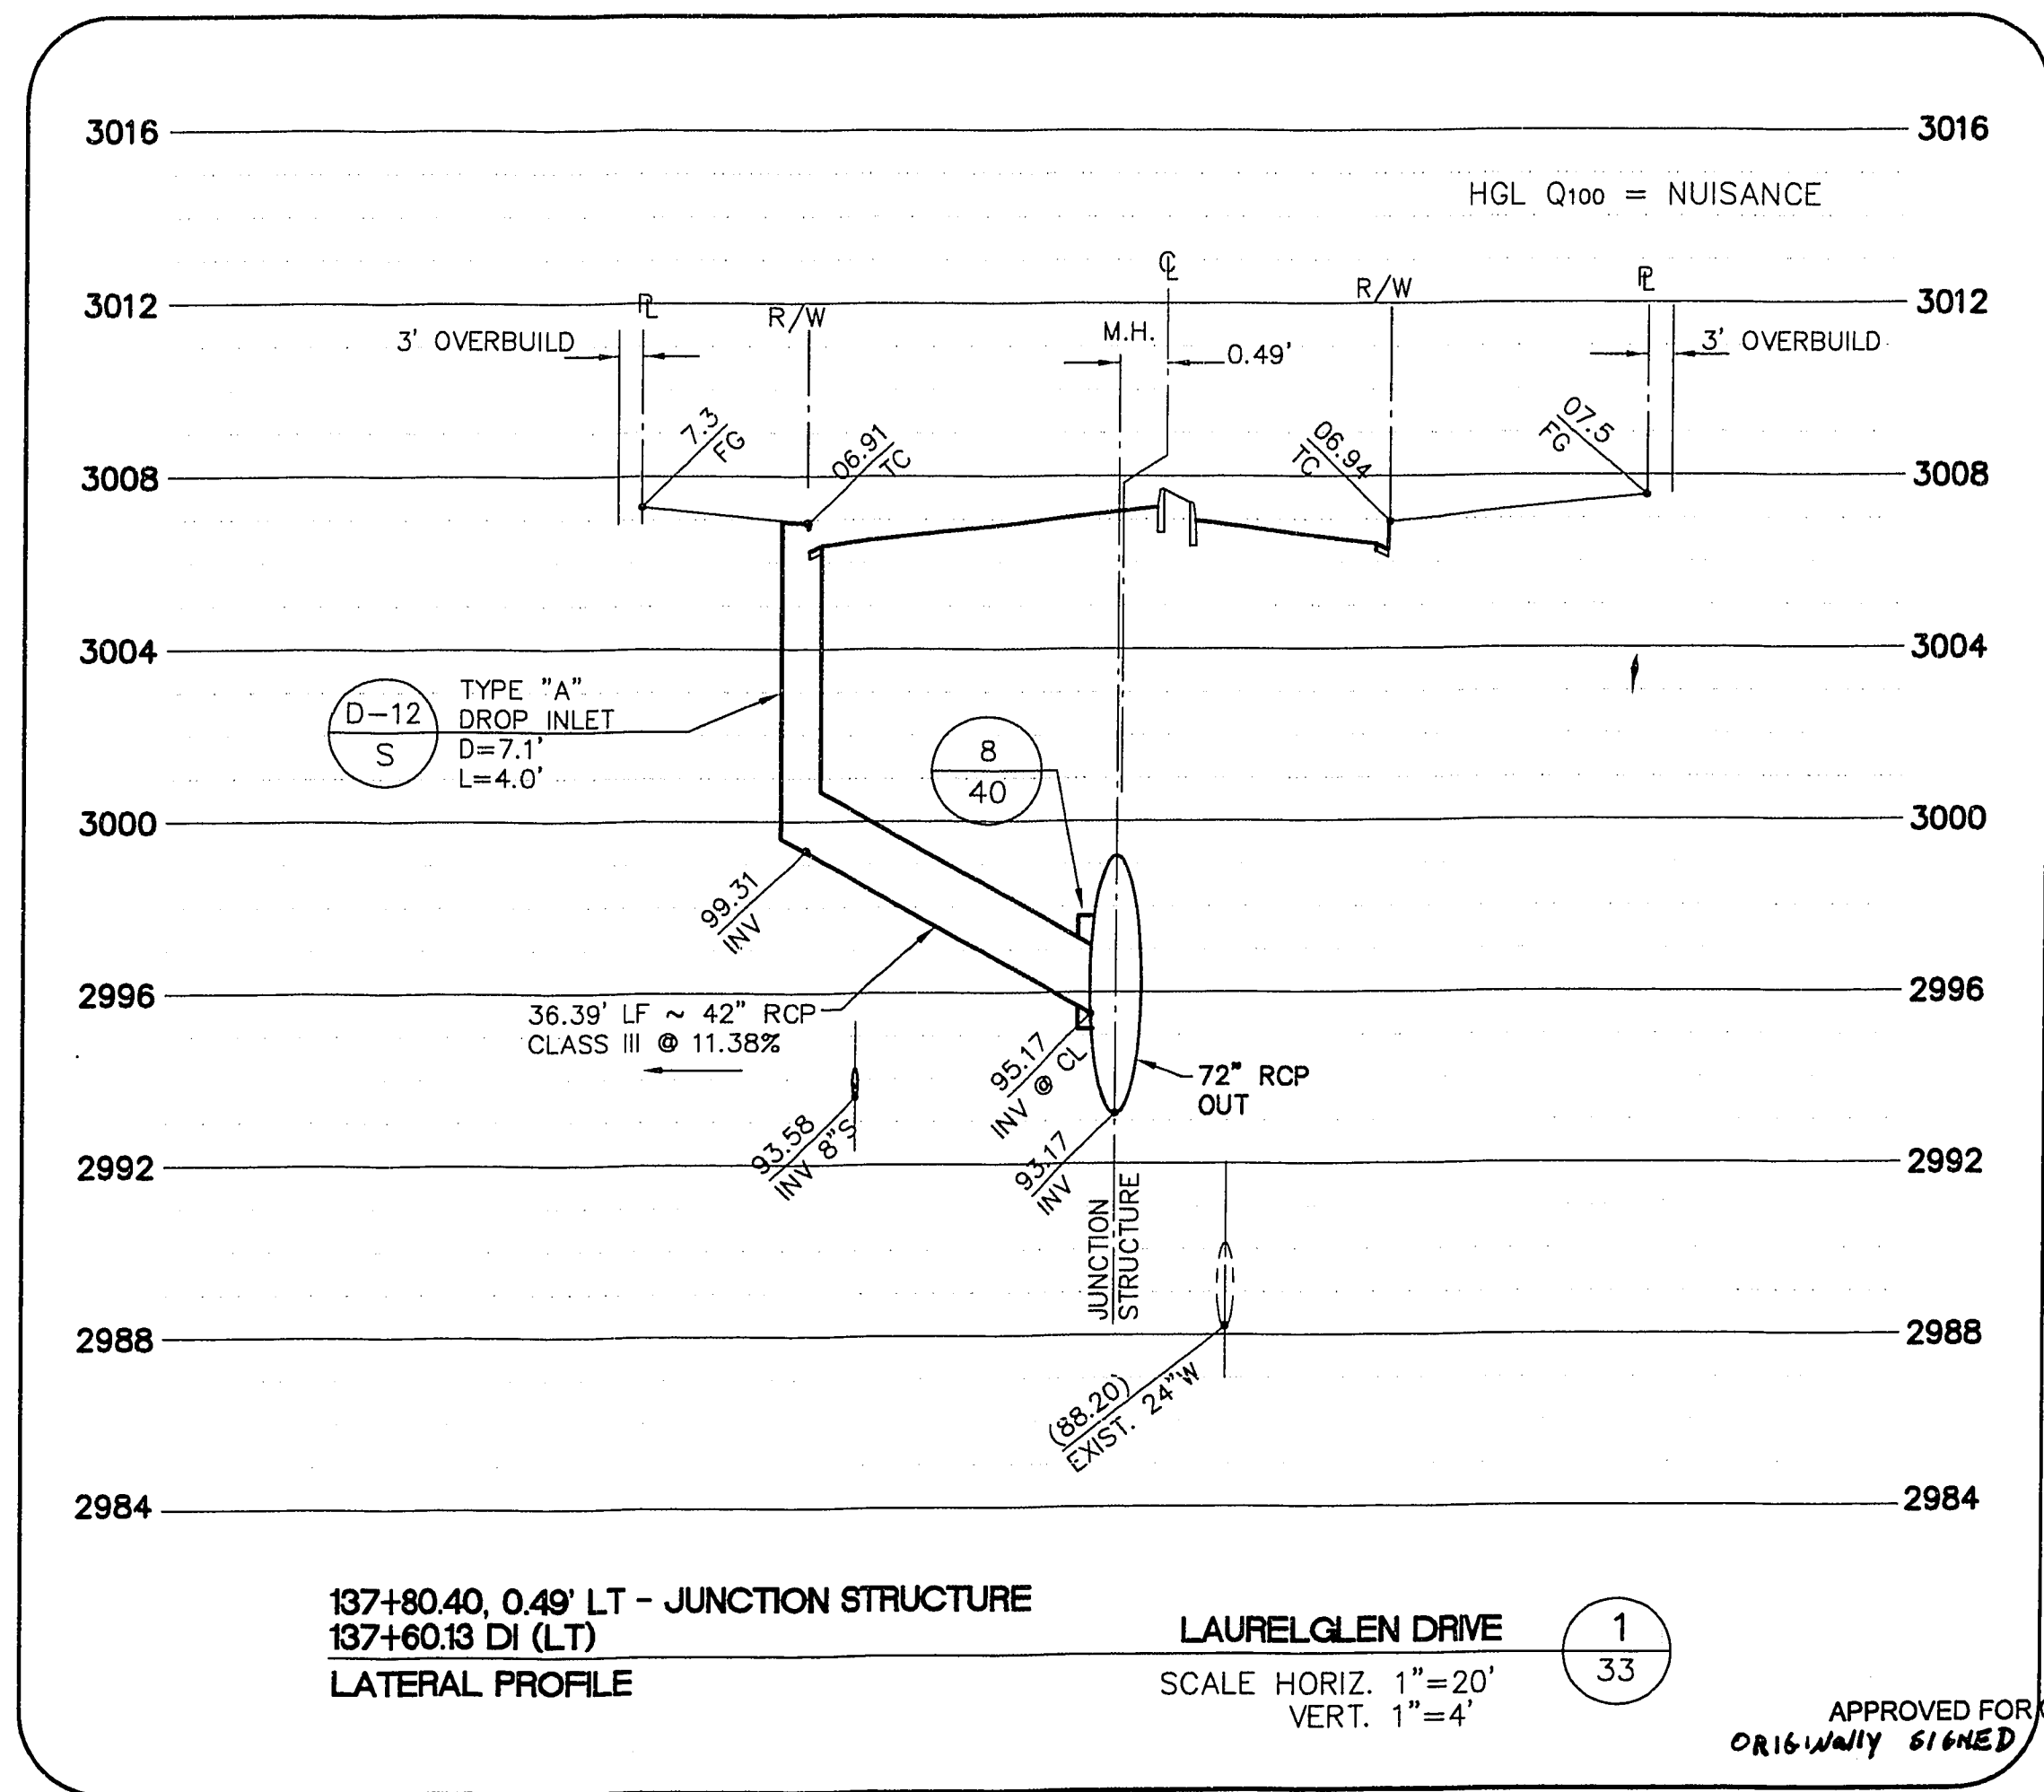 3016
3016
HGL Q100 = NUISANCE
℄
3012
PL
R/W
R/W
PL
3012
3' OVERBUILD
M.H.
0.49'
3' OVERBUILD
7.3
FG
06.91
TC
06.94
TC
07.5
FG
3008
3008
3004
3004
D-12
S
TYPE "A"
DROP INLET
D=7.1'
L=4.0'
8
40
3000
3000
99.31
INV
2996
2996
36.39' LF ~ 42" RCP
CLASS III @ 11.38%
95.17
INV @ CL
72" RCP
OUT
93.58
INV 8"S
93.17
INV
2992
2992
JUNCTION
STRUCTURE
2988
2988
(88.20)
EXIST. 24"W
2984
2984
137+80.40, 0.49' LT - JUNCTION STRUCTURE
137+60.13 DI (LT)
LATERAL PROFILE
LAURELGLEN DRIVE
SCALE HORIZ. 1"=20'
VERT. 1"=4'
1
33
APPROVED FOR
ORIGINALLY SIGNED